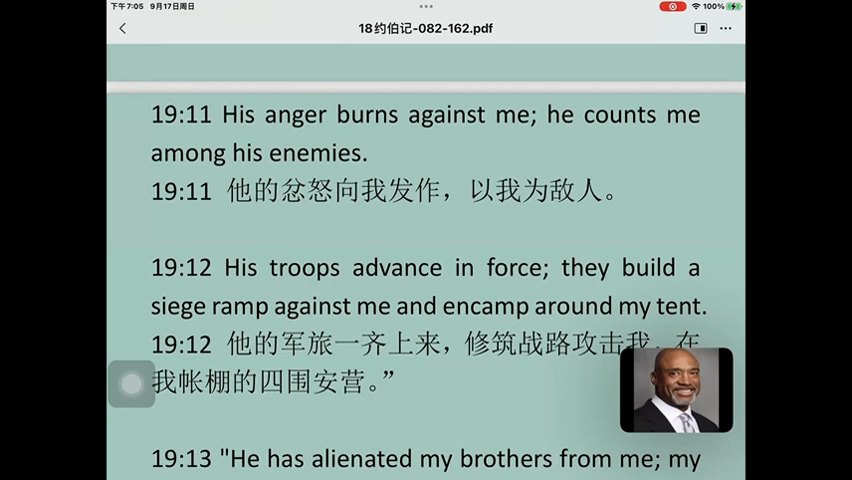 下午7:05 9月17日周日
100%
18约伯记-082-162.pdf
19:11 His anger burns against me; he counts me
among his enemies.
19:11 他的忿怒向我发作，以我为敌人。
19:12 His troops advance in force; they build a
siege ramp against me and encamp around my tent.
19:12 他的军旅一齐上来，修筑战路攻击我，在
我帐棚的四围安营。”
19:13 "He has alienated my brothers from me; my